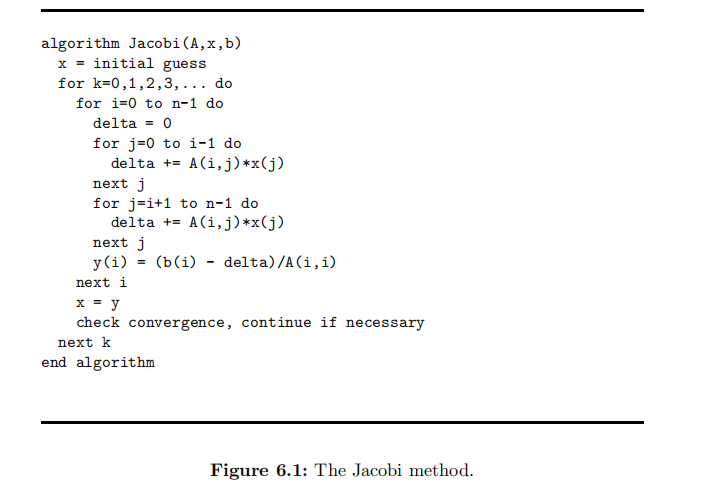 algorithm Jacobi(A,x,b)
x = initial guess
for k=0,1,2,3,... do
for i=0 to n-1 do
delta = 0
for j=0 to i-1 do
delta += A(i,j)*x(j)
next j
for j=i+1 to n-1 do
delta += A(i,j)*x(j)
next j
y(i) = (b(i) - delta)/A(i,i)
next i
x = y
check convergence, continue if necessary
next k
end algorithm
Figure 6.1: The Jacobi method.